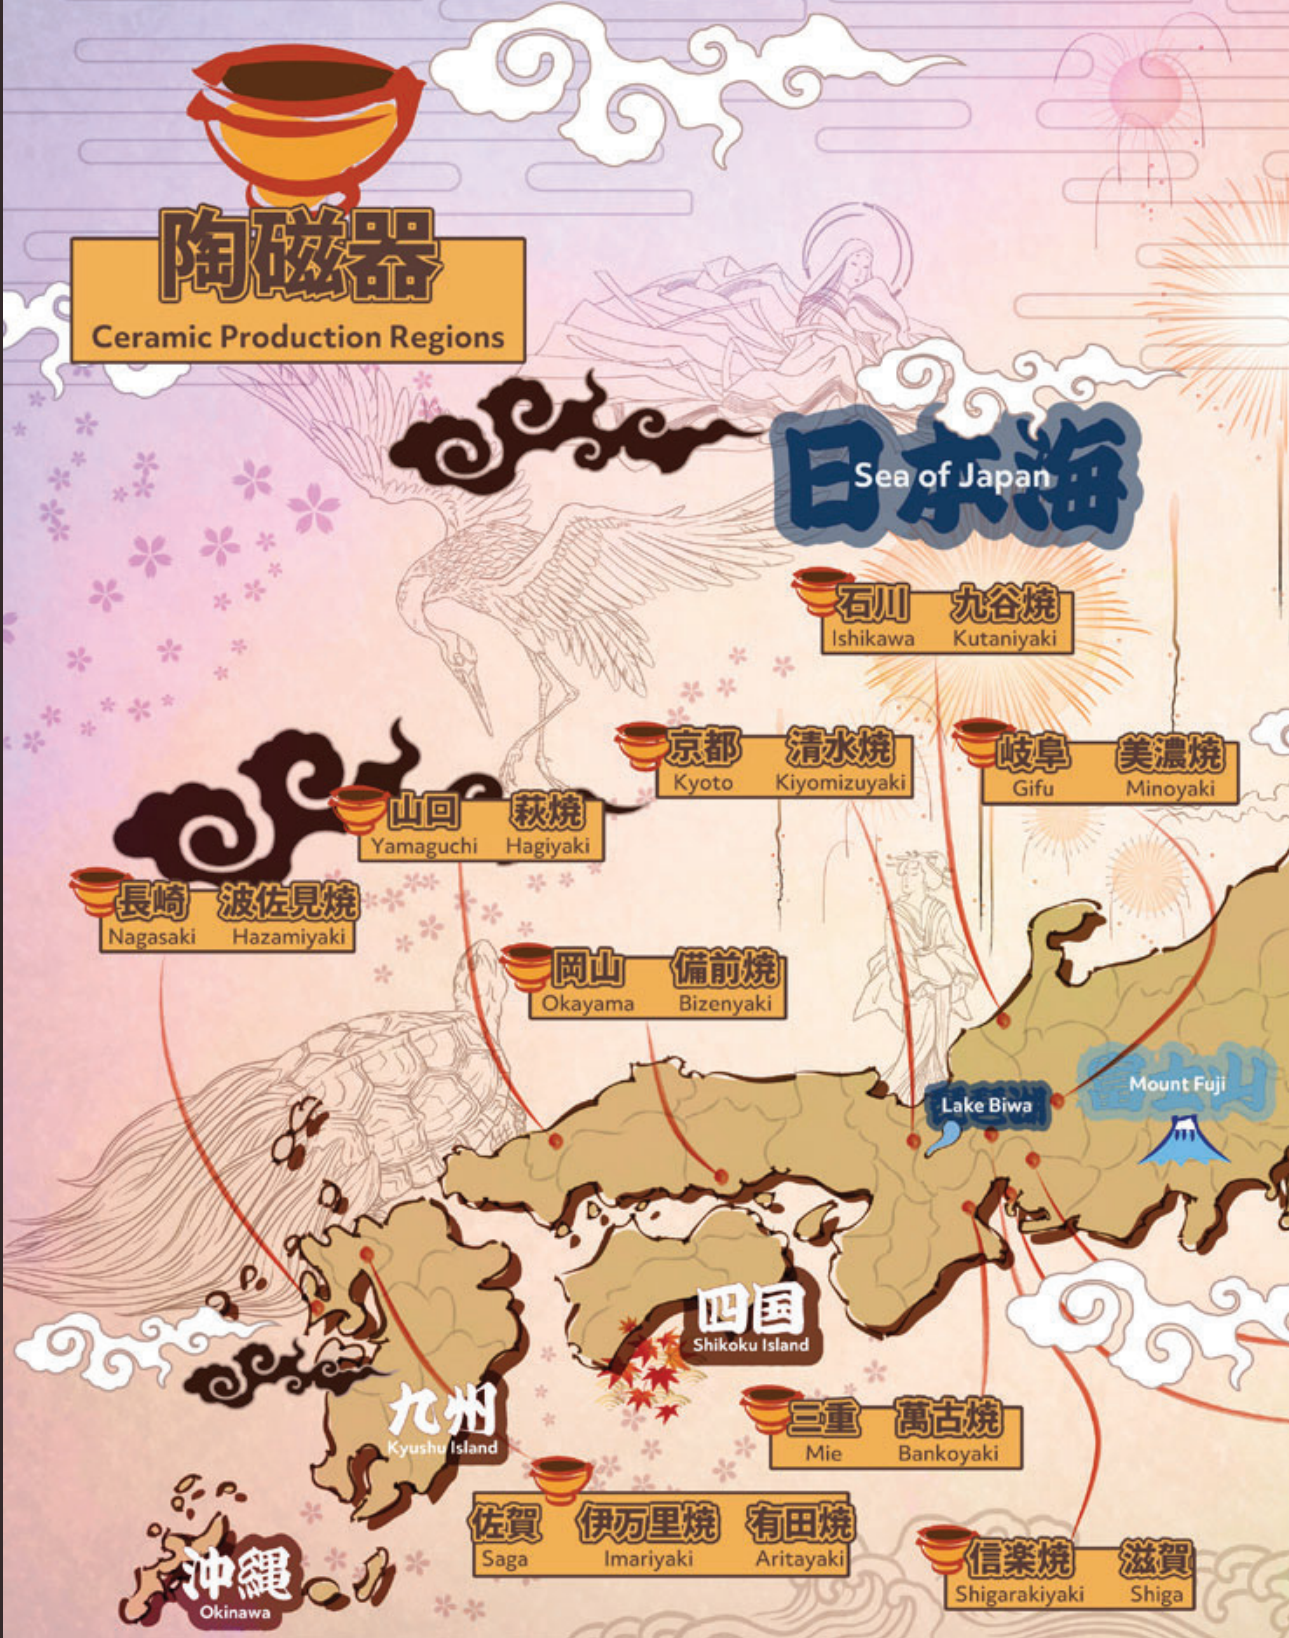 陶磁器
Ceramic Production Regions
日本海
Sea of Japan
石川 九谷焼
Ishikawa Kutaniyaki
京都 清水焼
Kyoto Kiyomizuyaki
岐阜 美濃焼
Gifu Minoyaki
山口 萩焼
Yamaguchi Hagiyaki
長崎 波佐見焼
Nagasaki Hazamiyaki
岡山 備前焼
Okayama Bizenyaki
富士山
Mount Fuji
Lake Biwa
四国
Shikoku Island
九州
Kyushu Island
三重 萬古焼
Mie Bankoyaki
佐賀 伊万里焼 有田焼
Saga Imariyaki Aritayaki
信楽焼 滋賀
Shigarakiyaki Shiga
沖縄
Okinawa